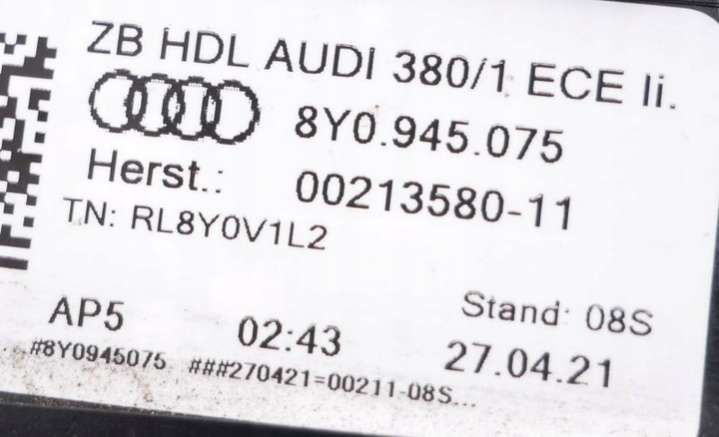 ZB HDL AUDI 380/1 ECE li.
8Y0.945.075
Herst.: 00213580-11
TN: RL8Y0V1L2
Stand: 08S
AP5 02:43 27.04.21
#8Y0945075 ###270421=00211-08S...